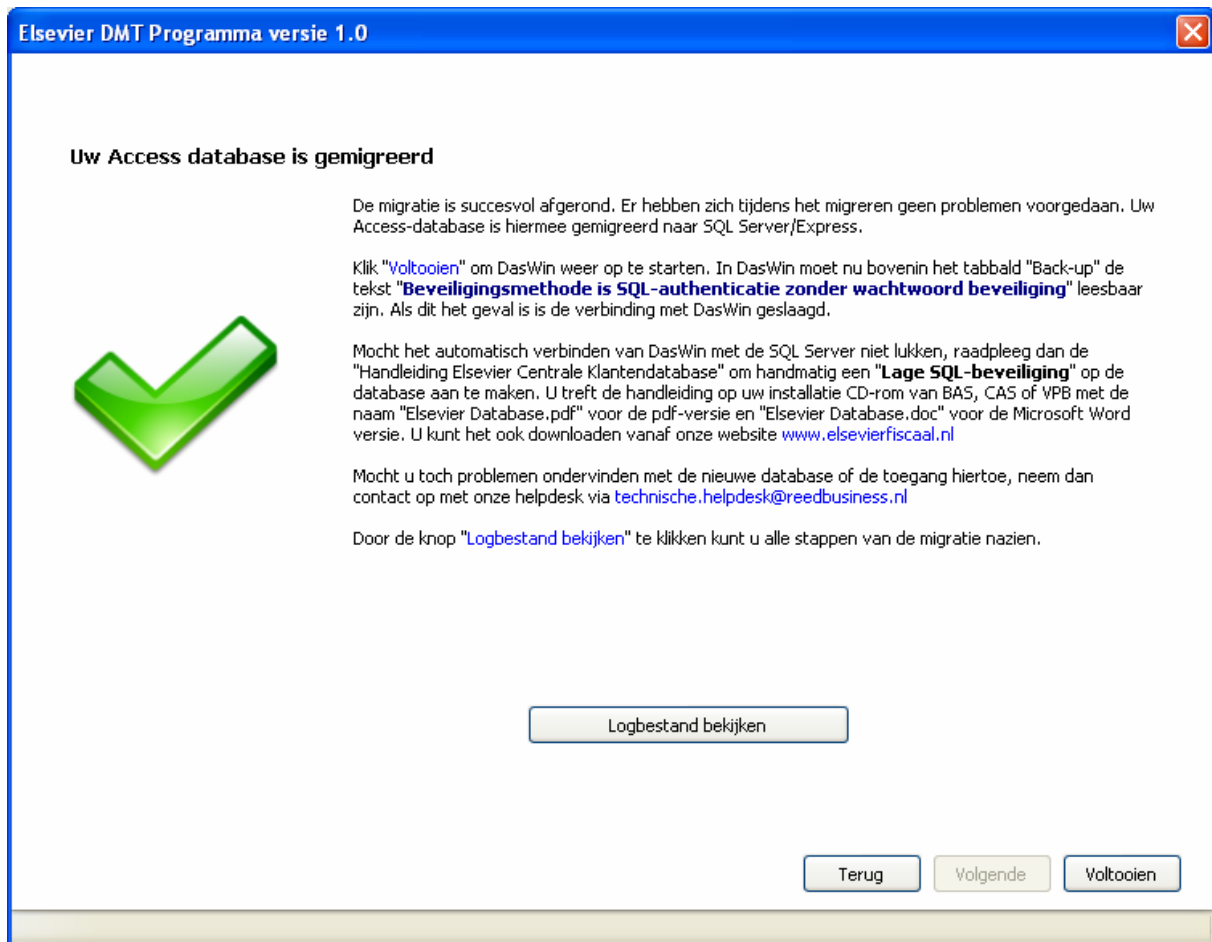 Elsevier DMT Programma versie 1.0
Uw Access database is gemigreerd
De migratie is succesvol afgerond. Er hebben zich tijdens het migreren geen problemen voorgedaan. Uw
Access-database is hiermee gemigreerd naar SQL Server/Express.
Klik "Voltooien" om DasWin weer op te starten. In DasWin moet nu bovenin het tabbald "Back-up" de
tekst "Beveiligingsmethode is SQL-authenticatie zonder wachtwoord beveiliging" leesbaar
zijn. Als dit het geval is is de verbinding met DasWin geslaagd.
Mocht het automatisch verbinden van DasWin met de SQL Server niet lukken, raadpleeg dan de
"Handleiding Elsevier Centrale Klantendatabase" om handmatig een "Lage SQL-beveiliging" op de
database aan te maken. U treft de handleiding op uw installatie CD-rom van BAS, CAS of VPB met de
naam "Elsevier Database.pdf" voor de pdf-versie en "Elsevier Database.doc" voor de Microsoft Word
versie. U kunt het ook downloaden vanaf onze website www.elsevierfiscaal.nl
Mocht u toch problemen ondervinden met de nieuwe database of de toegang hiertoe, neem dan
contact op met onze helpdesk via technische.helpdesk@reedbusiness.nl
Door de knop "Logbestand bekijken" te klikken kunt u alle stappen van de migratie nazien.
Logbestand bekijken
Terug
Volgende
Voltooien